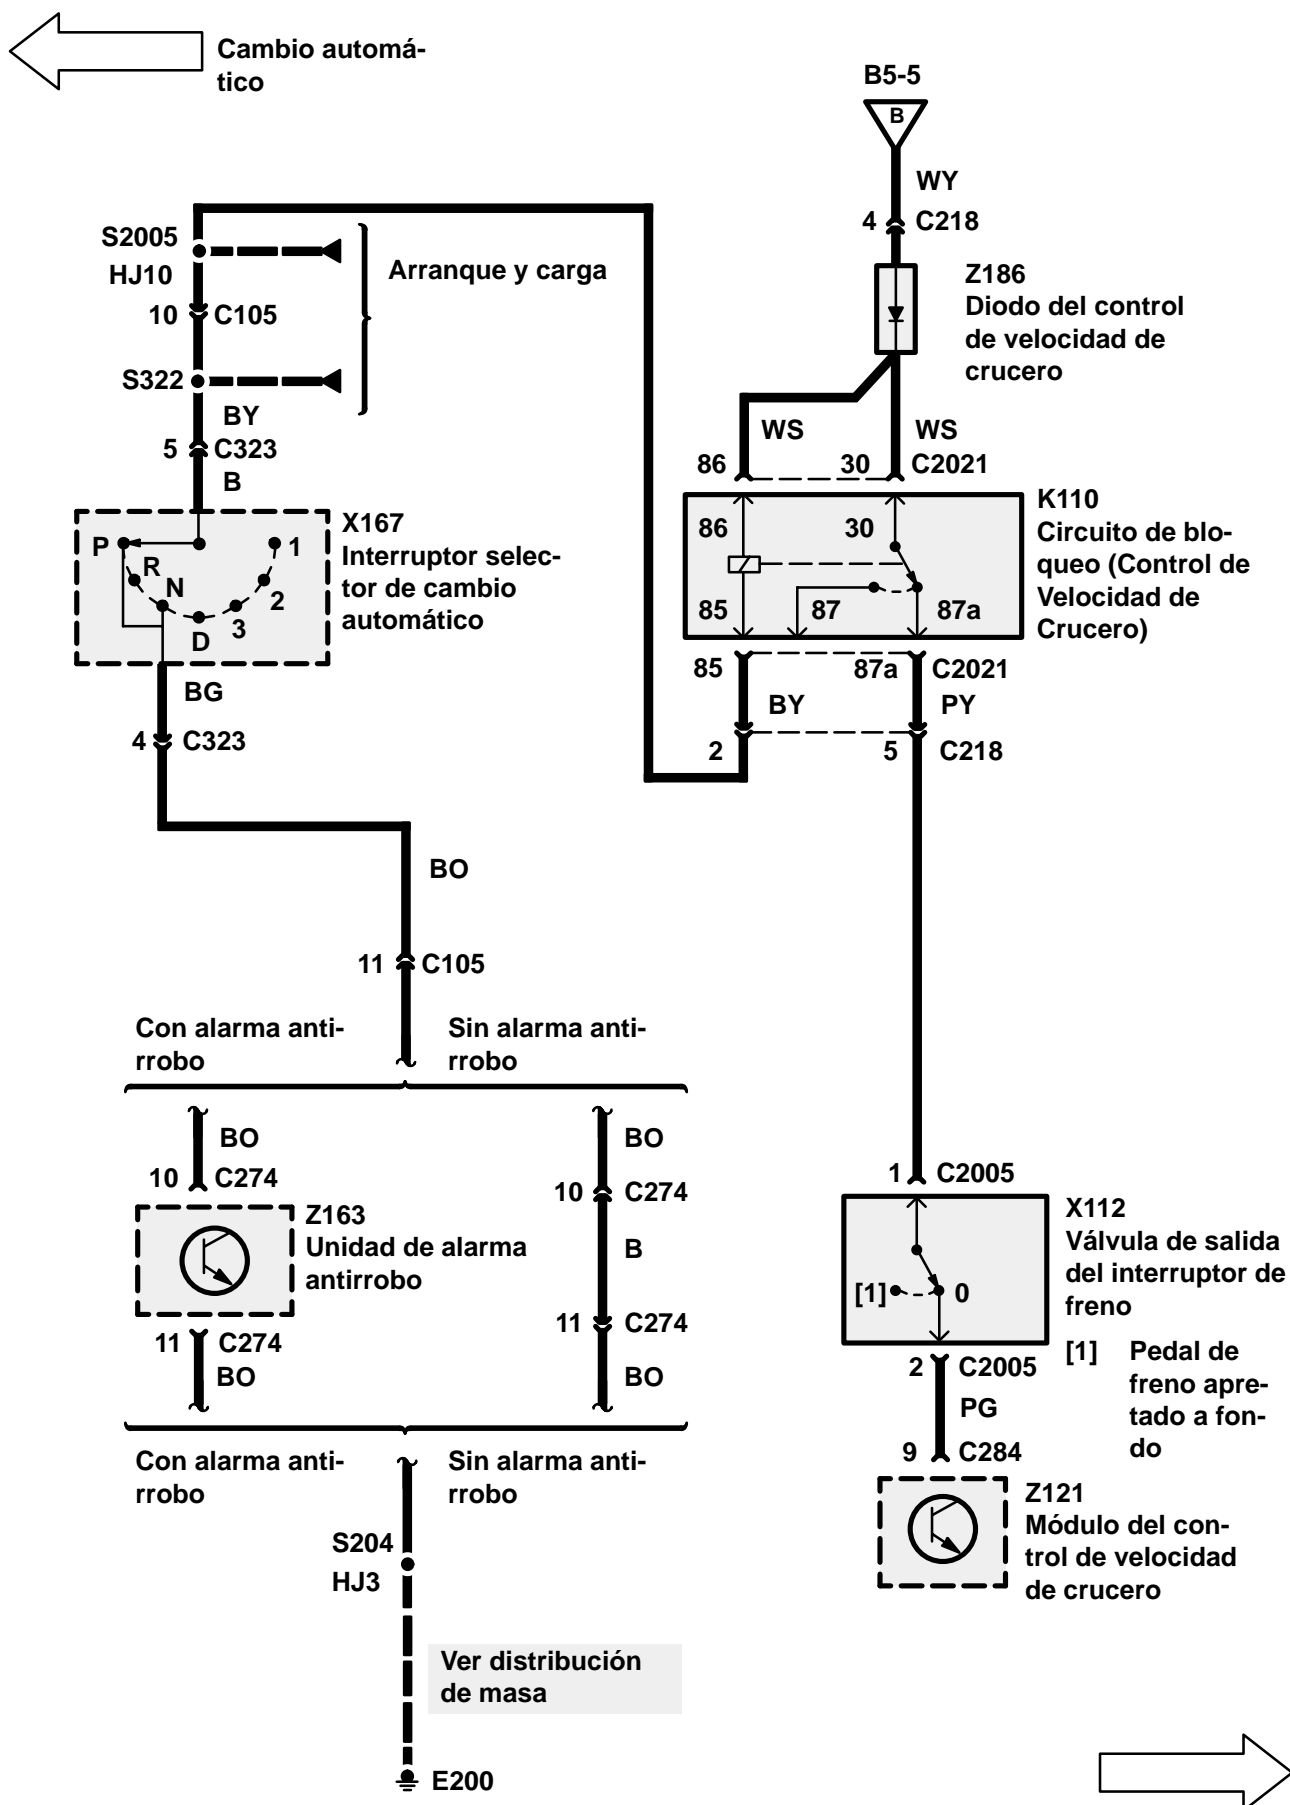 Cambio automá-
tico
B5-5
B
WY
4 C218
Z186
Diodo del control
de velocidad de
crucero
S2005
HJ10
Arranque y carga
10 C105
S322
BY
5 C323
B
WS
WS
86
30 C2021
X167
Interruptor selec-
tor de cambio
automático
P
R
N
D
3
2
1
86
30
85
87
87a
K110
Circuito de blo-
queo (Control de
Velocidad de
Crucero)
85
87a C2021
BG
BY
PY
4 C323
2
5 C218
BO
11 C105
Con alarma anti-
rrobo
Sin alarma anti-
rrobo
BO
10 C274
Z163
Unidad de alarma
antirrobo
11 C274
BO
BO
10 C274
B
11 C274
BO
1 C2005
X112
Válvula de salida
del interruptor de
freno
[1]
0
[1] Pedal de
freno apre-
tado a fon-
do
2 C2005
PG
9 C284
Z121
Módulo del con-
trol de velocidad
de crucero
Con alarma anti-
rrobo
Sin alarma anti-
rrobo
S204
HJ3
Ver distribución
de masa
E200